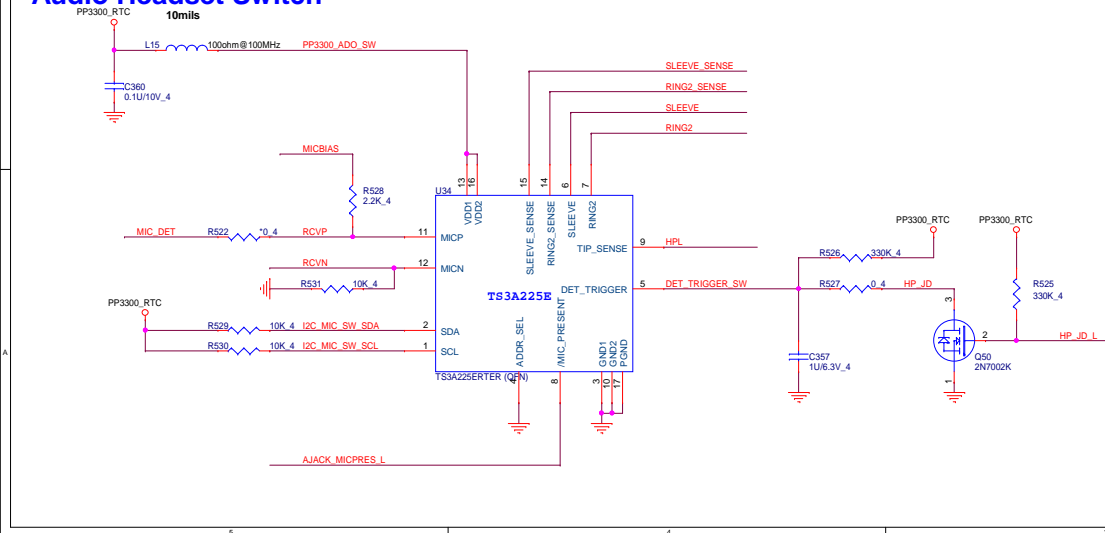 Audio Headset Switch
PP3300_RTC
10mils
L15
100ohm@100MHz
PP3300_ADO_SW
C360
0.1U/10V_4
SLEEVE_SENSE
RING2_SENSE
SLEEVE
RING2
MICBIAS
R528
2.2K_4
U34
13
16
15
14
6
7
VDD1
VDD2
SLEEVE_SENSE
RING2_SENSE
SLEEVE
RING2
MIC_DET
R522
*0_4
RCVP
11
MICP
RCVN
12
MICN
R531
10K_4
TIP_SENSE
9
HPL
TS3A225E
DET_TRIGGER
5
DET_TRIGGER_SW
PP3300_RTC
R529
10K_4
I2C_MIC_SW_SDA
2
SDA
R530
10K_4
I2C_MIC_SW_SCL
1
SCL
ADDR_SEL
/MIC_PRESENT
GND1
GND2
PGND
TS3A225ERTER (QFN)
4
8
3
10
17
AJACK_MICPRES_L
PP3300_RTC
PP3300_RTC
R526
330K_4
R527
0_4
HP_JD
3
R525
330K_4
2
HP_JD_L
Q50
2N7002K
1
C357
1U/6.3V_4
A
5
4